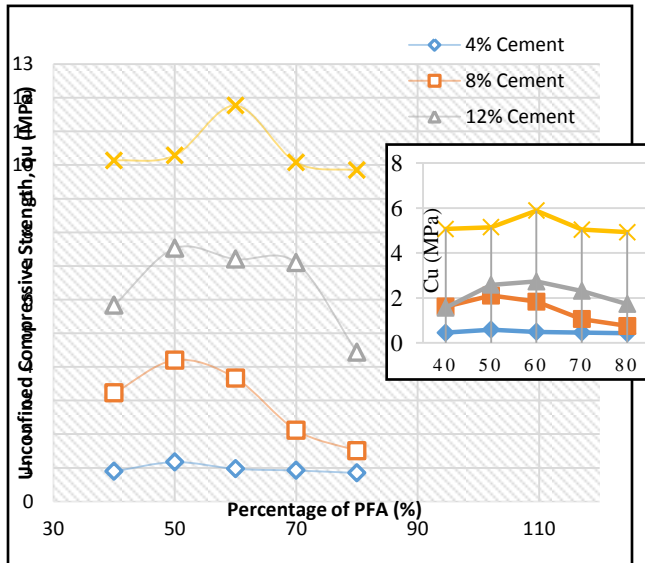 4% Cement
8% Cement
12% Cement
13
10
0
Unconfined Compressive Strength, qu (MPa)
30 50 70 90 110
Percentage of PFA (%)
8
6
4
2
0
Cu (MPa)
40 50 60 70 80